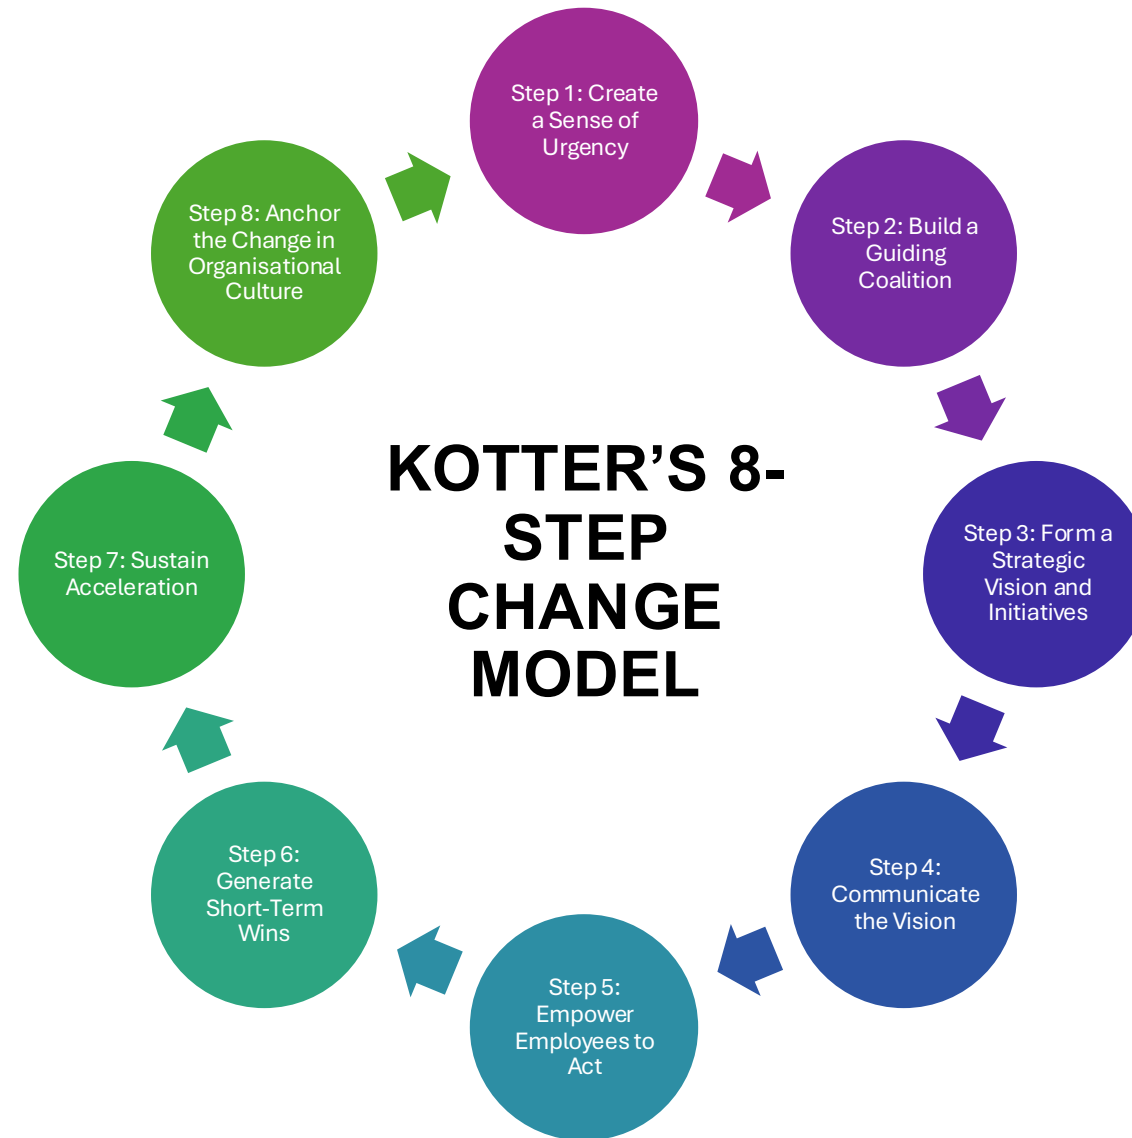 Step 1: Create
a Sense of
Urgency
Step 2: Build a
Guiding
Coalition
Step 3: Form a
Strategic
Vision and
Initiatives
Step 4:
Communicate
the Vision
Step 5:
Empower
Employees to
Act
Step 6:
Generate
Short-Term
Wins
Step 7: Sustain
Acceleration
Step 8: Anchor
the Change in
Organisational
Culture
KOTTER’S 8-
STEP
CHANGE
MODEL